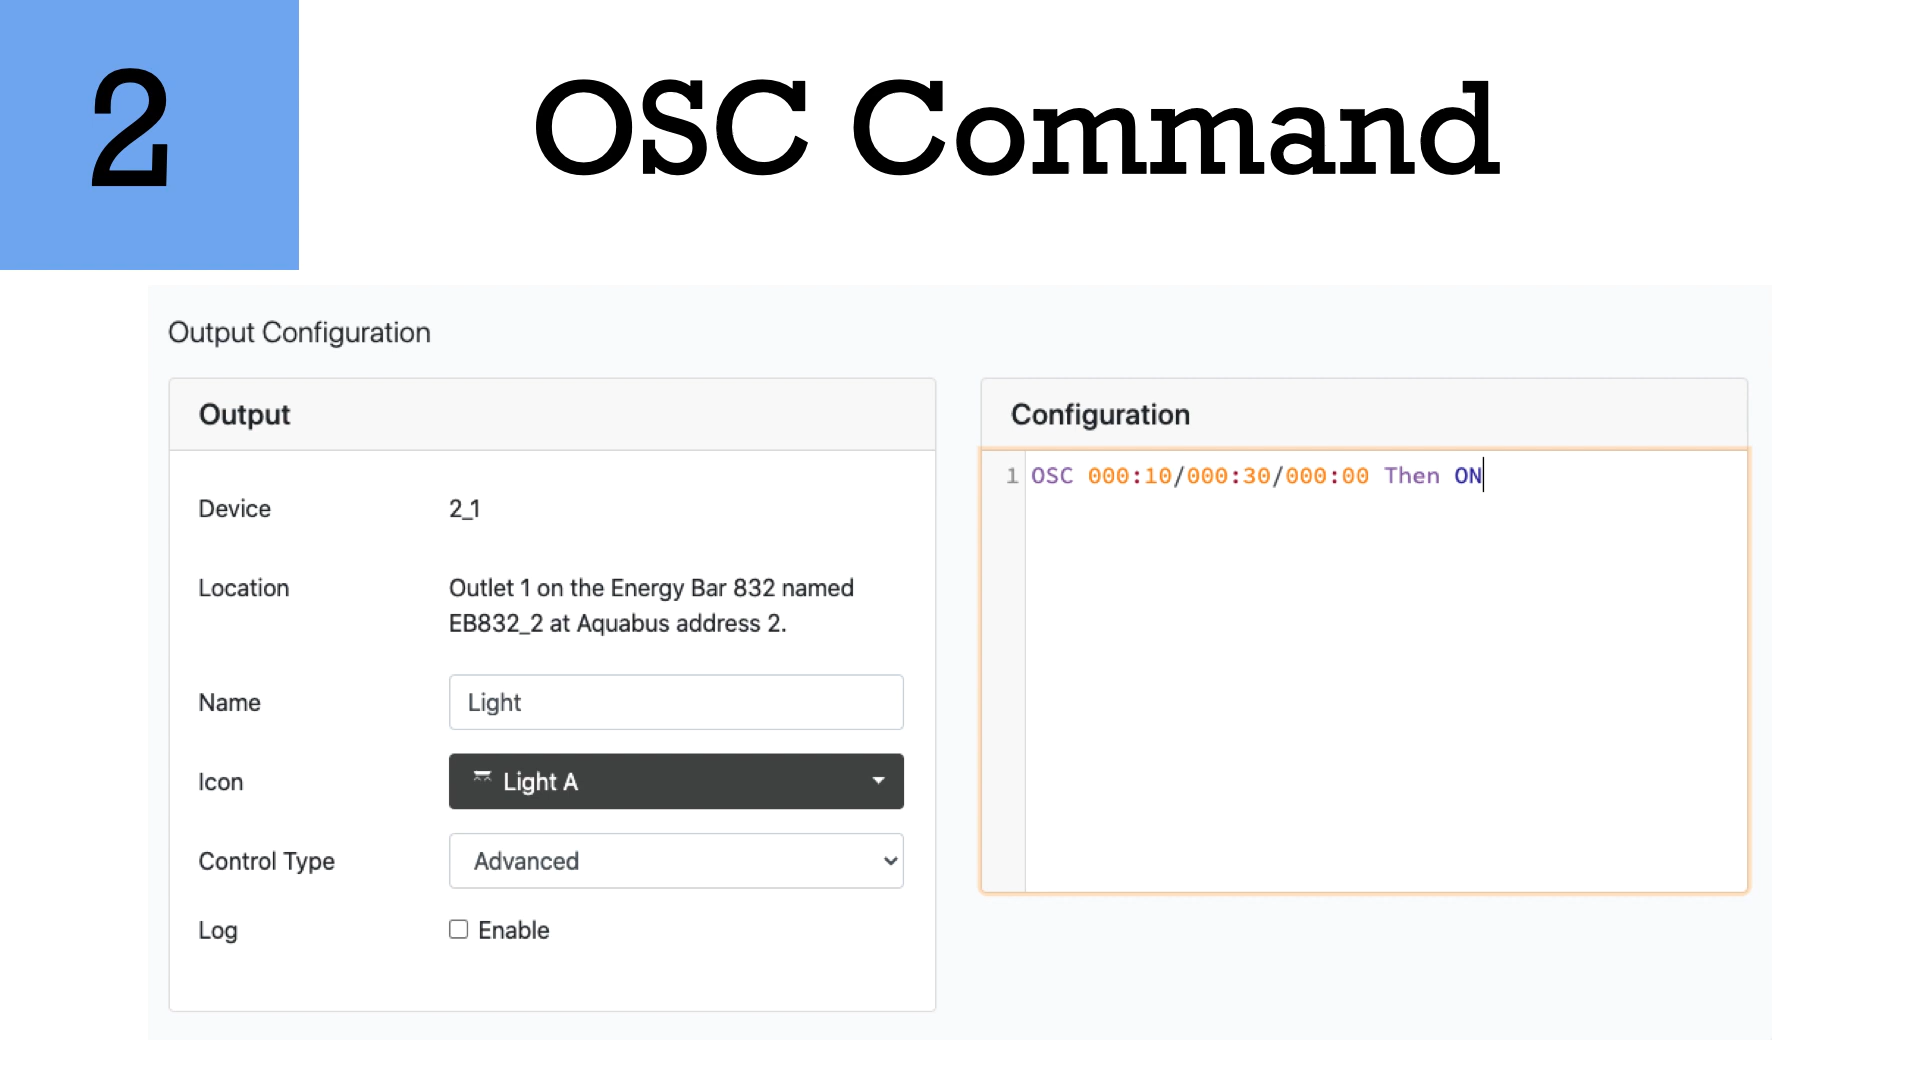 2
OSC Command
Output Configuration
Output
Device
2_1
Location
Outlet 1 on the Energy Bar 832 named
EB832_2 at Aquabus address 2.
Name
Light
Icon
Light A
Control Type
Advanced
Log
Enable
Configuration
1 OSC 000:10/000:30/000:00 Then ON